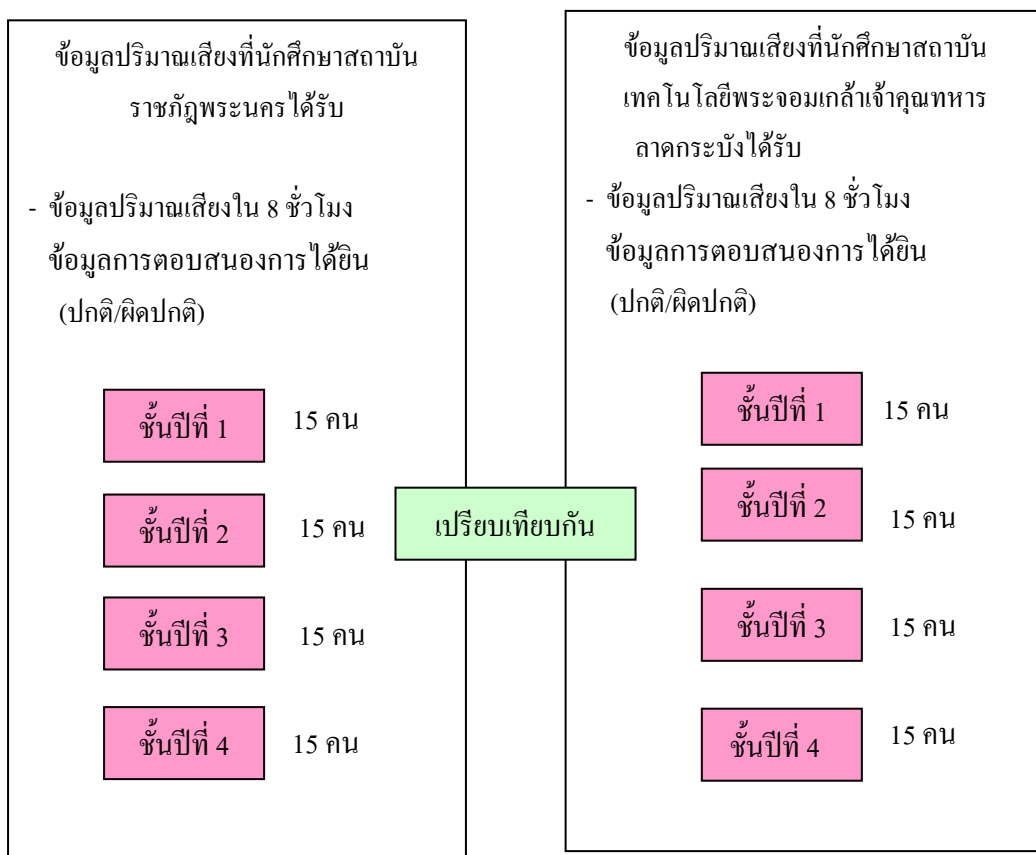 ข้อมูลปริมาณเสียงที่นักศึกษาสถาบัน
ราชภัฏพระนครได้รับ
- ข้อมูลปริมาณเสียงใน 8 ชั่วโมง
ข้อมูลการตอบสนองการได้ยิน
(ปกติ/ผิดปกติ)
ชั้นปีที่ 1 15 คน
ชั้นปีที่ 2 15 คน
ชั้นปีที่ 3 15 คน
ชั้นปีที่ 4 15 คน
เปรียบเทียบกัน
ข้อมูลปริมาณเสียงที่นักศึกษาสถาบัน
เทคโนโลยีพระจอมเกล้าเจ้าคุณทหาร
ลาดกระบังได้รับ
- ข้อมูลปริมาณเสียงใน 8 ชั่วโมง
ข้อมูลการตอบสนองการได้ยิน
(ปกติ/ผิดปกติ)
ชั้นปีที่ 1 15 คน
ชั้นปีที่ 2 15 คน
ชั้นปีที่ 3 15 คน
ชั้นปีที่ 4 15 คน